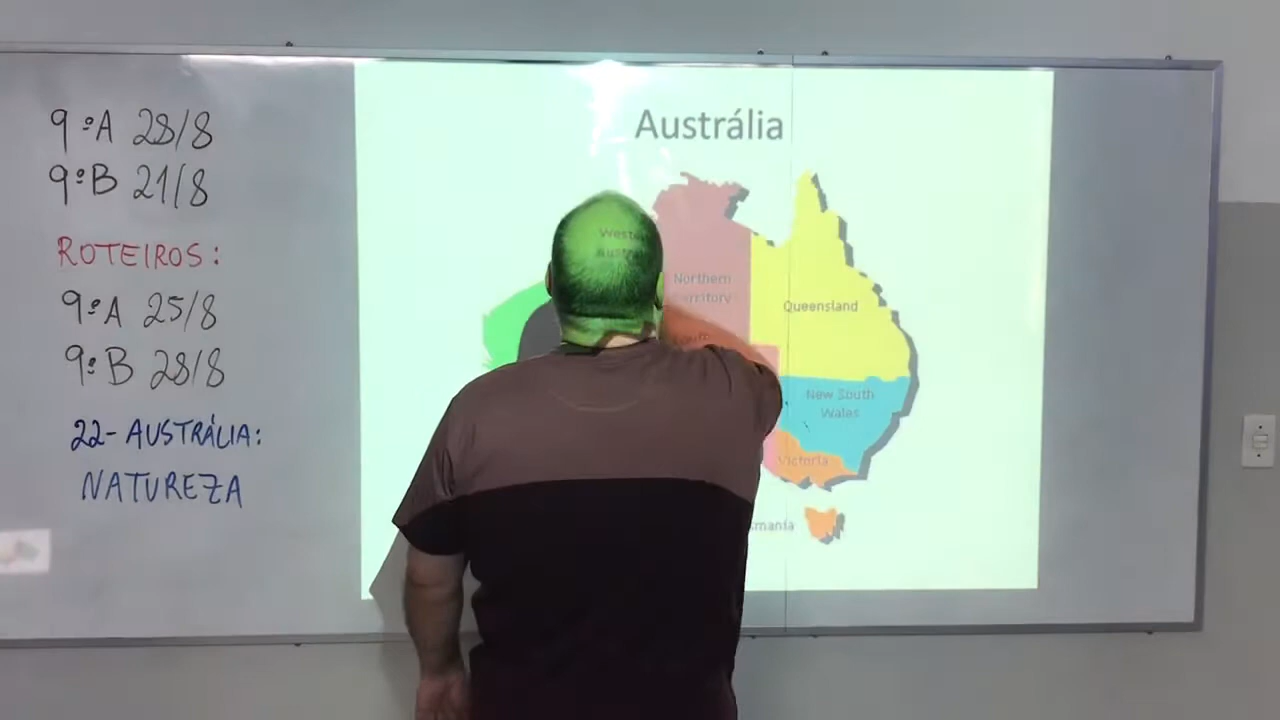 9ºA 28/8
9ºB 21/8
ROTEIROS:
9ºA 25/8
9ºB 28/8
22- AUSTRÁLIA:
NATUREZA
Austrália
Northern
Territory
Queensland
New South
Wales
Victoria